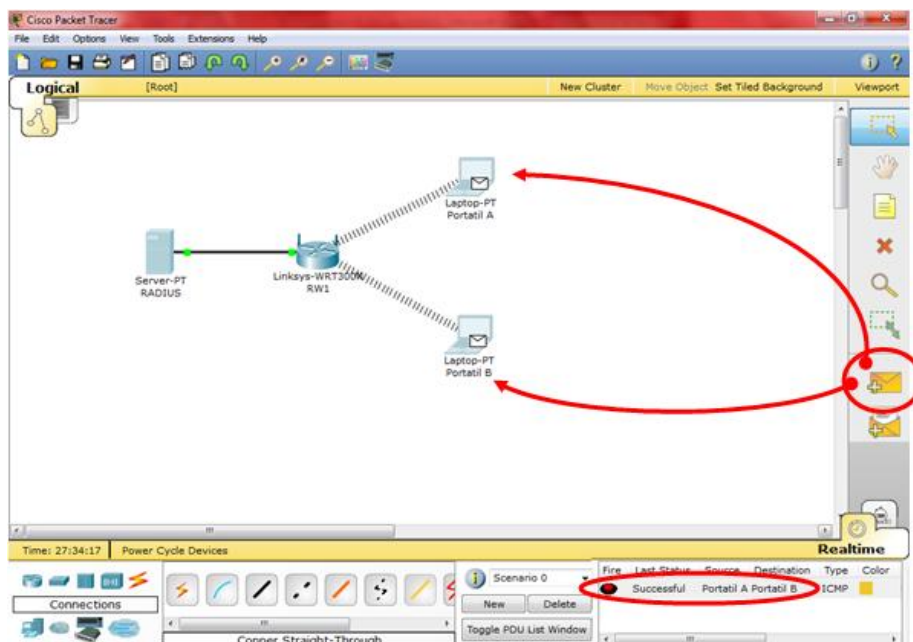 Cisco Packet Tracer
File Edit Options View Tools Extensions Help
Logical [Root] New Cluster Move Object Set Tiled Background Viewport
Laptop-PT
Portatil A
Server-PT
RADIUS
Linksys-WRT300N
RW1
Laptop-PT
Portatil B
Time: 27:34:17 Power Cycle Devices Realtime
Fire Last Status Source Destination Type Color
Successful Portatil A Portatil B ICMP
Scenario 0
New Delete
Toggle PDU List Window
Connections
Copper Straight-Through